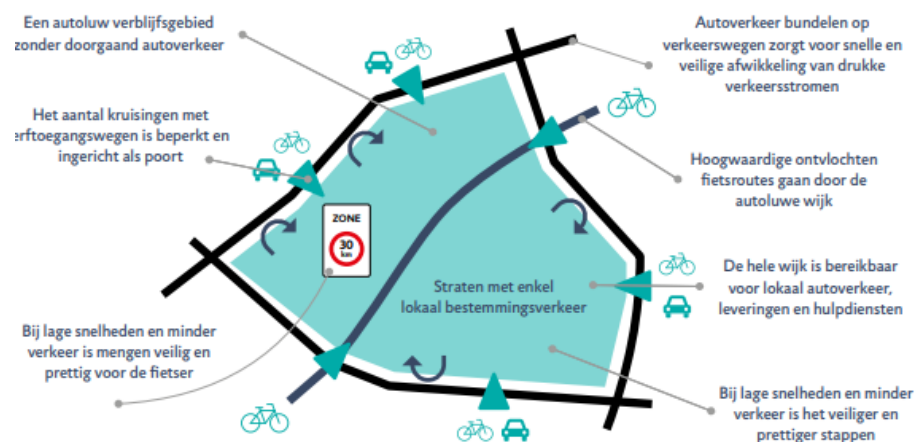 Een autoluw verblijfsgebied
zonder doorgaand autoverkeer
Autoverkeer bundelen op
verkeerswegen zorgt voor snelle en
veilige afwikkeling van drukke
verkeersstromen
Het aantal kruisingen met
erftoegangswegen is beperkt en
ingericht als poort
Hoogwaardige ontvlochten
fietsroutes gaan door de
autoluwe wijk
ZONE
30
km
Straten met enkel
lokaal bestemmingsverkeer
De hele wijk is bereikbaar
voor lokaal autoverkeer,
leveringen en hulpdiensten
Bij lage snelheden en minder
verkeer is mengen veilig en
prettig voor de fietser
Bij lage snelheden en minder
verkeer is het veiliger en
prettiger stappen